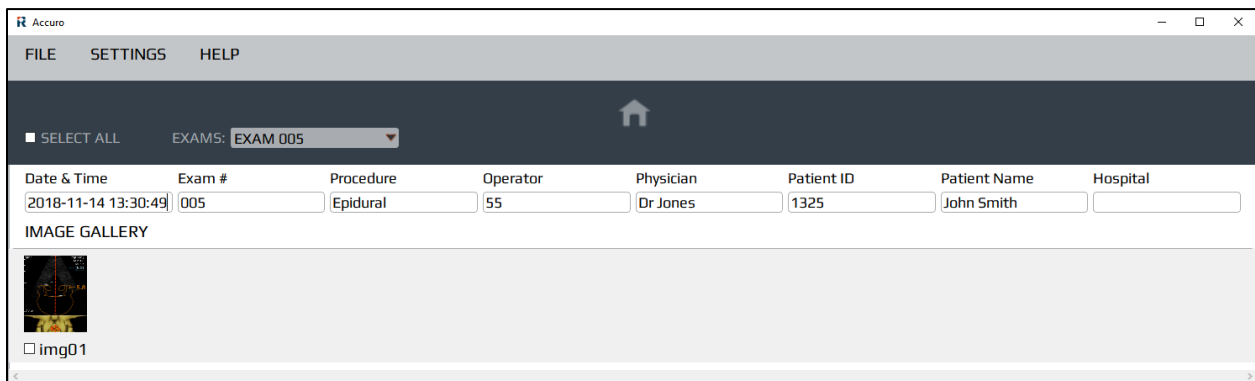 Accuro
FILE SETTINGS HELP
SELECT ALL EXAMS: EXAM 005
Date & Time Exam # Procedure Operator Physician Patient ID Patient Name Hospital
2018-11-14 13:30:49 005 Epidural 55 Dr Jones 1325 John Smith
IMAGE GALLERY
img01